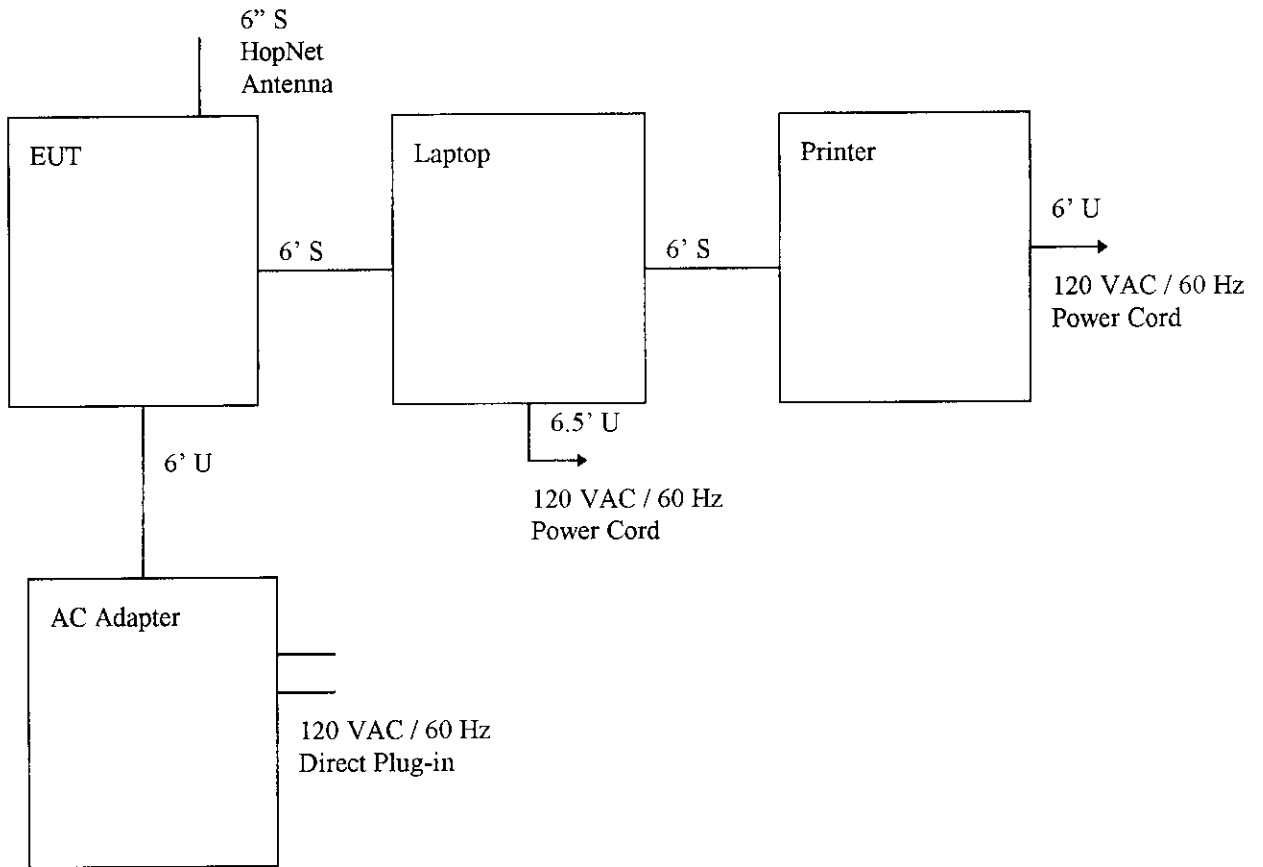 6” S
HopNet
Antenna
EUT
Laptop
Printer
6’ S
6’ S
6’ U
120 VAC / 60 Hz
Power Cord
6.5’ U
120 VAC / 60 Hz
Power Cord
6’ U
AC Adapter
120 VAC / 60 Hz
Direct Plug-in